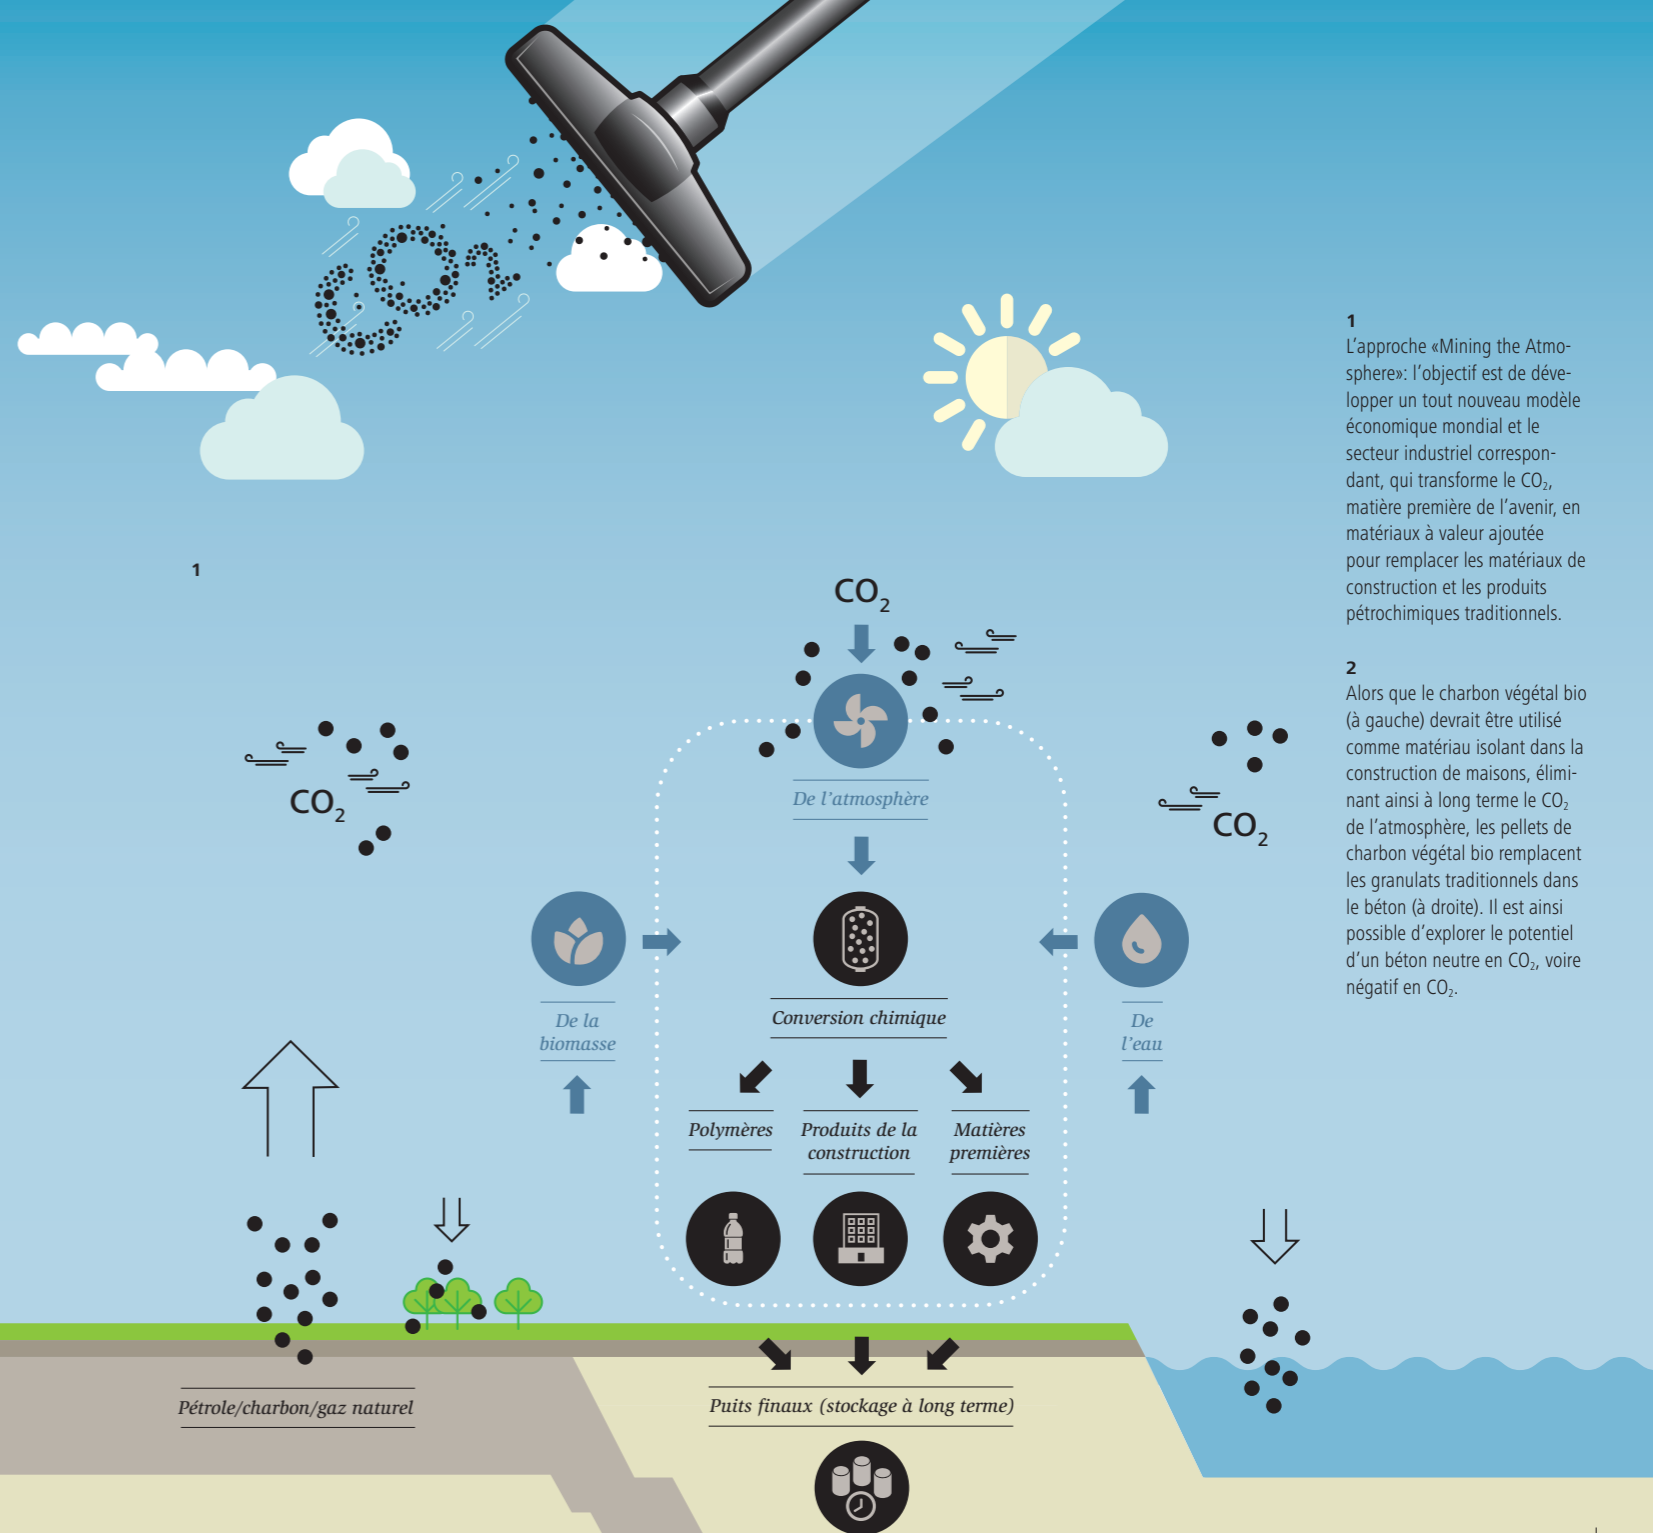 CO2
1
L'approche «Mining the Atmo-
sphere»: l'objectif est de déve-
lopper un tout nouveau modèle
économique mondial et le
secteur industriel correspon-
dant, qui transforme le CO₂,
matière première de l'avenir, en
matériaux à valeur ajoutée
pour remplacer les matériaux de
construction et les produits
pétrochimiques traditionnels.
2
Alors que le charbon végétal bio
(à gauche) devrait être utilisé
comme matériau isolant dans la
construction de maisons, élimi-
nant ainsi à long terme le CO₂
de l'atmosphère, les pellets de
charbon végétal bio remplacent
les granulats traditionnels dans
le béton (à droite). Il est ainsi
possible d'explorer le potentiel
d'un béton neutre en CO₂, voire
négatif en CO₂.
1
CO₂
De l'atmosphère
CO₂
CO₂
De la
biomasse
Conversion chimique
De
l'eau
Polymères
Produits de la
construction
Matières
premières
Pétrole/charbon/gaz naturel
Puits finaux (stockage à long terme)